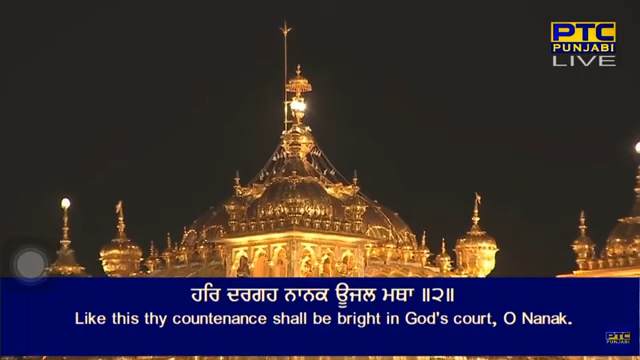 PTC
PUNJABI
LIVE
ਹਰਿ ਦਰਗਹ ਨਾਨਕ ਊਜਲ ਮਥਾ ॥੨॥
Like this thy countenance shall be bright in God's court, O Nanak.
PTC
PUNJABI